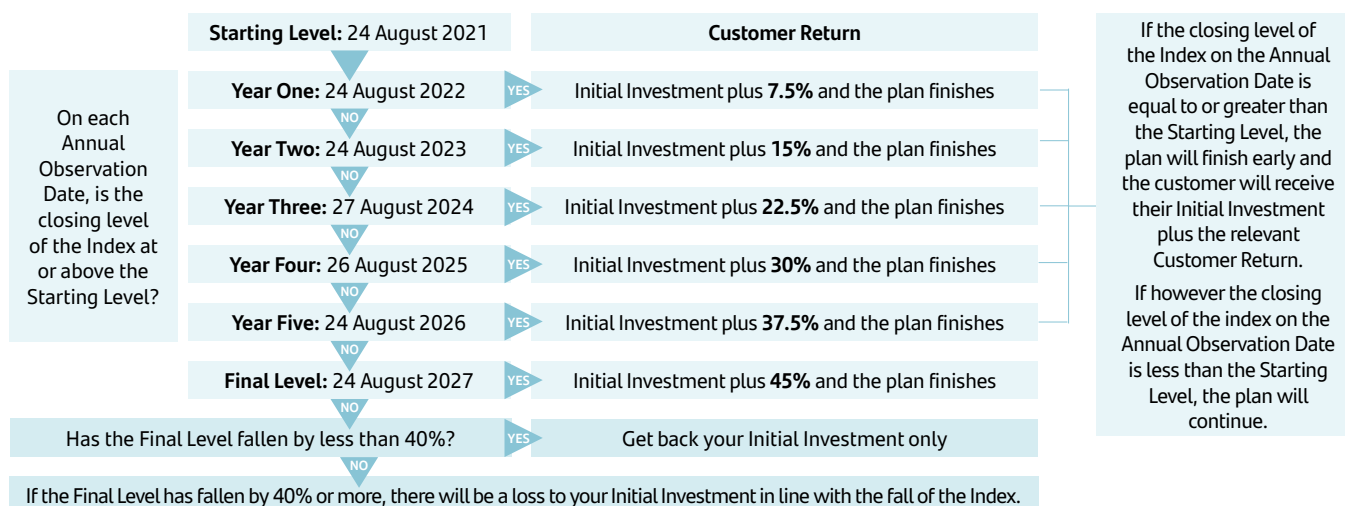 Starting Level: 24 August 2021
Customer Return
On each
Annual
Observation
Date, is the
closing level
of the Index at
or above the
Starting Level?
Year One: 24 August 2022
YES
Initial Investment plus 7.5% and the plan finishes
NO
Year Two: 24 August 2023
YES
Initial Investment plus 15% and the plan finishes
NO
Year Three: 27 August 2024
YES
Initial Investment plus 22.5% and the plan finishes
NO
Year Four: 26 August 2025
YES
Initial Investment plus 30% and the plan finishes
NO
Year Five: 24 August 2026
YES
Initial Investment plus 37.5% and the plan finishes
NO
Final Level: 24 August 2027
YES
Initial Investment plus 45% and the plan finishes
NO
Has the Final Level fallen by less than 40%?
YES
Get back your Initial Investment only
NO
If the Final Level has fallen by 40% or more, there will be a loss to your Initial Investment in line with the fall of the Index.
If the closing level of
the Index on the Annual
Observation Date is
equal to or greater than
the Starting Level, the
plan will finish early and
the customer will receive
their Initial Investment
plus the relevant
Customer Return.
If however the closing
level of the index on the
Annual Observation Date
is less than the Starting
Level, the plan will
continue.